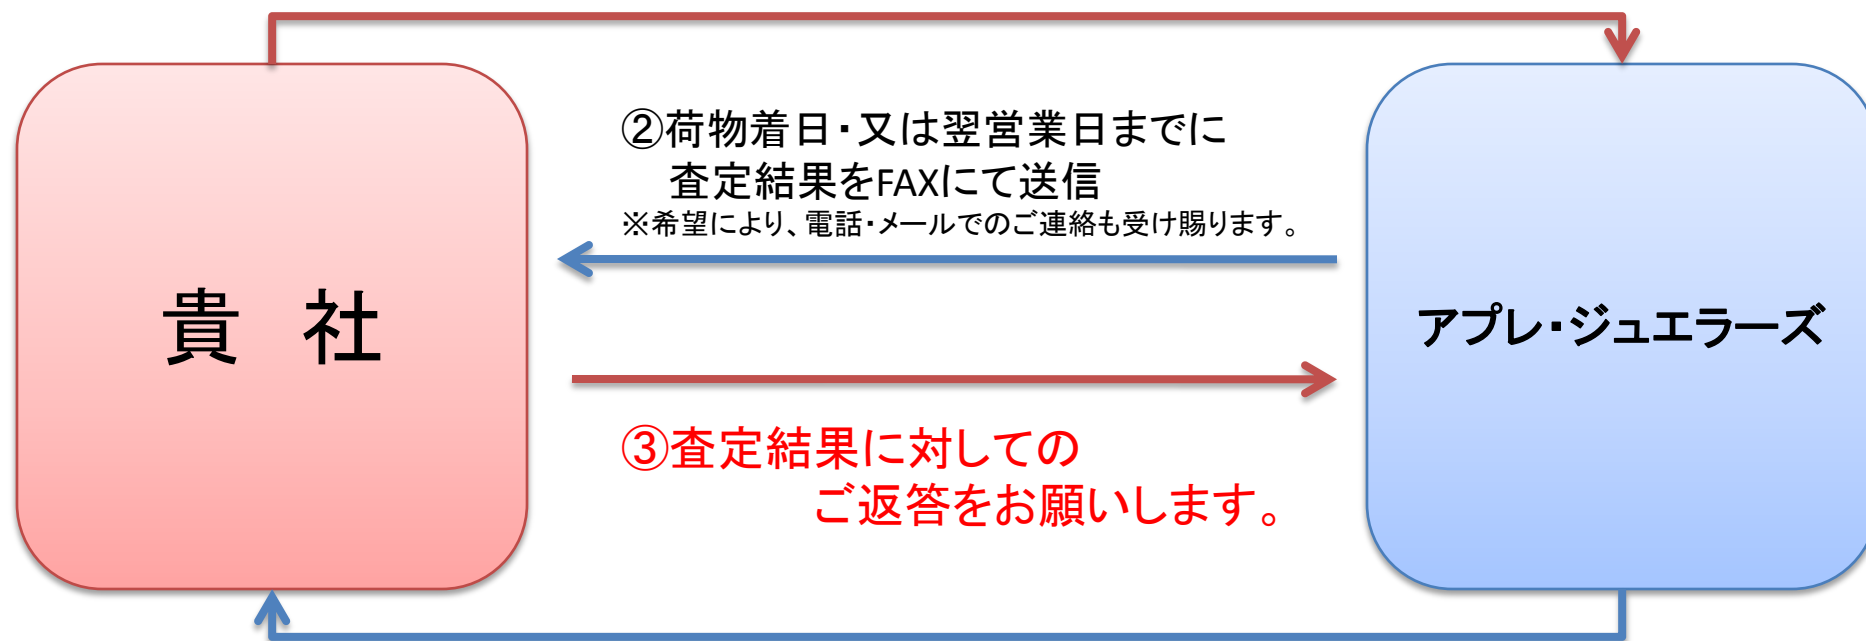 ②荷物着日・又は翌営業日までに
査定結果をFAXにて送信
※希望により、電話・メールでのご連絡も受け賜ります。
貴　社
アプレ・ジュエラーズ
③査定結果に対しての
ご返答をお願いします。